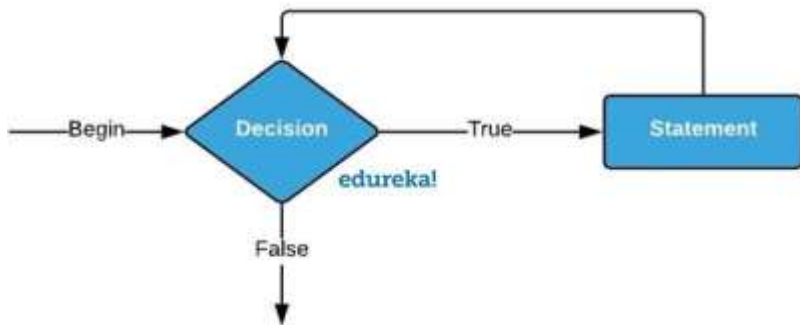 Begin
Decision
True
Statement
edureka!
False